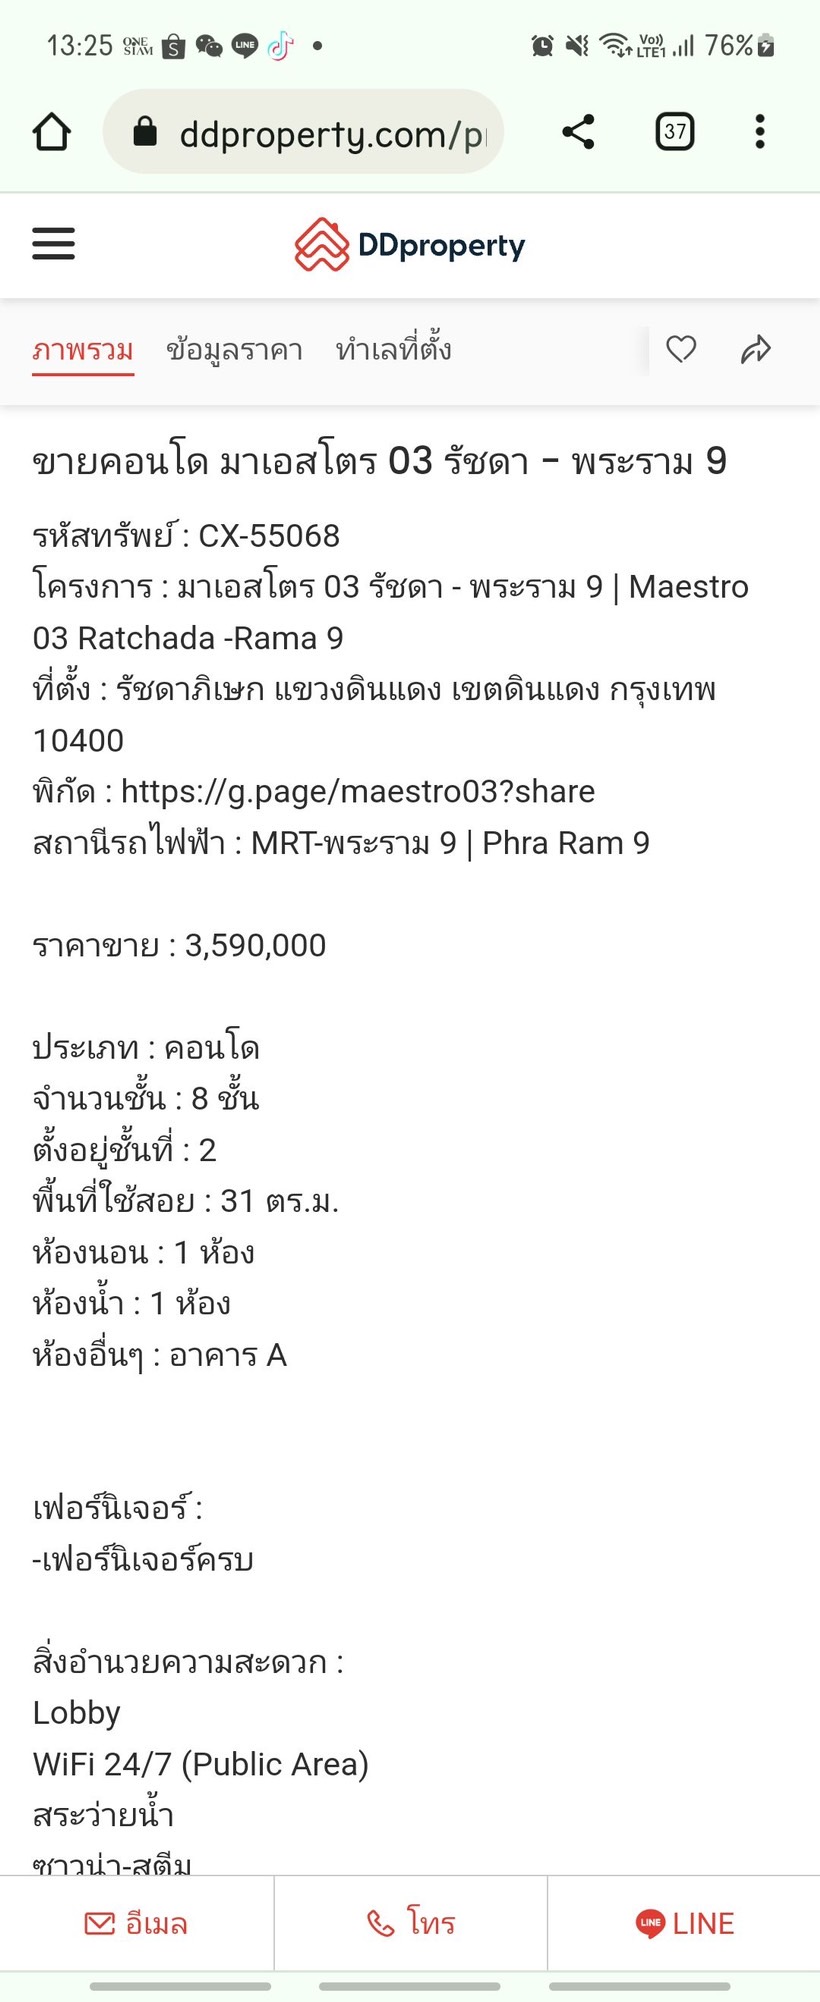 13:25 ONE SIAM LINE Vo)) LTE1 76%
ddproperty.com/p
37
DDproperty
ภาพรวม ข้อมูลราคา ทำเลที่ตั้ง
ขายคอนโด มาเอสโตร 03 รัชดา - พระราม 9
รหัสทรัพย์ : CX-55068
โครงการ : มาเอสโตร 03 รัชดา - พระราม 9 | Maestro
03 Ratchada -Rama 9
ที่ตั้ง : รัชดาภิเษก แขวงดินแดง เขตดินแดง กรุงเทพ
10400
พิกัด : https://g.page/maestro03?share
สถานีรถไฟฟ้า : MRT-พระราม 9 | Phra Ram 9
ราคาขาย : 3,590,000
ประเภท : คอนโด
จำนวนชั้น : 8 ชั้น
ตั้งอยู่ชั้นที่ : 2
พื้นที่ใช้สอย : 31 ตร.ม.
ห้องนอน : 1 ห้อง
ห้องน้ำ : 1 ห้อง
ห้องอื่นๆ : อาคาร A
เฟอร์นิเจอร์ :
-เฟอร์นิเจอร์ครบ
สิ่งอำนวยความสะดวก :
Lobby
WiFi 24/7 (Public Area)
สระว่ายน้ำ
ซาวน่า-สตีม
อีเมล โทร LINE LINE